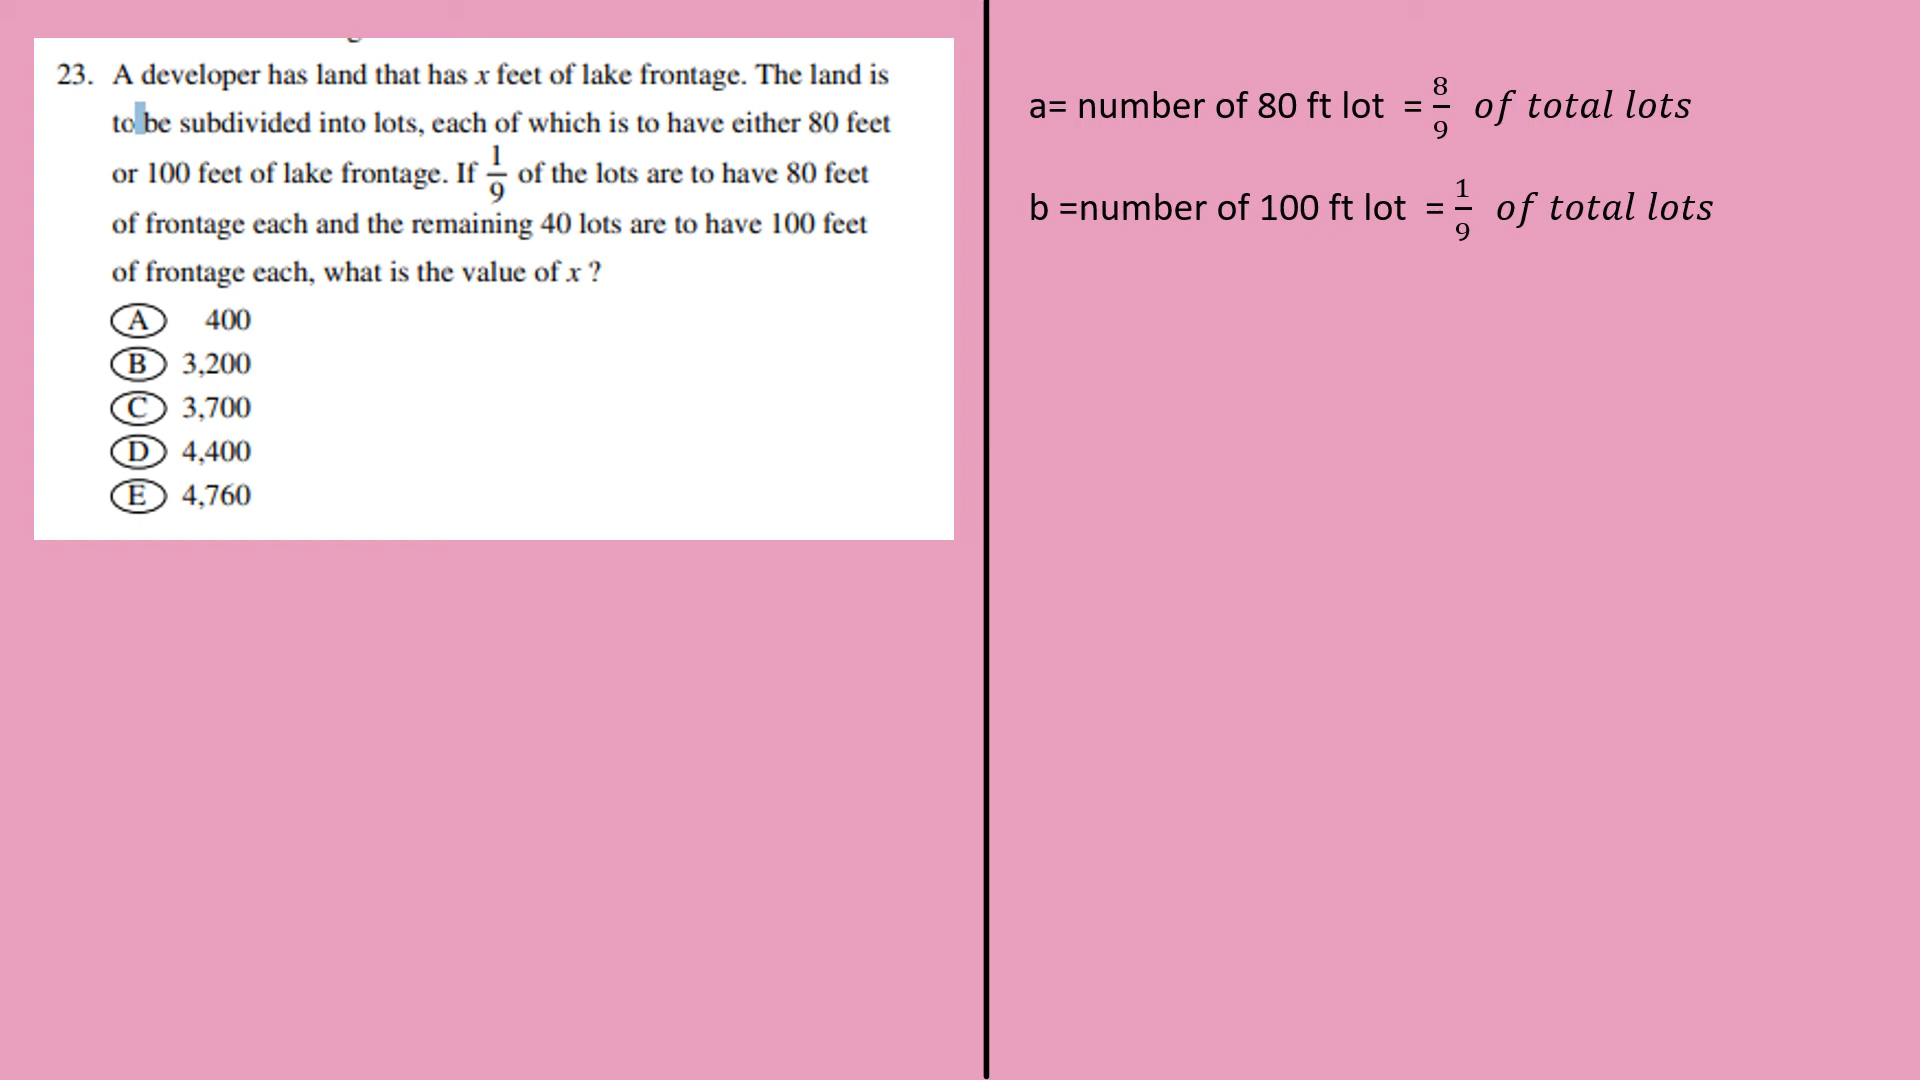 23. A developer has land that has x feet of lake frontage. The land is
to be subdivided into lots, each of which is to have either 80 feet
or 100 feet of lake frontage. If 1/9 of the lots are to have 80 feet
of frontage each and the remaining 40 lots are to have 100 feet
of frontage each, what is the value of x ?
A 400
B 3,200
C 3,700
D 4,400
E 4,760
a= number of 80 ft lot = 8/9 of total lots
b =number of 100 ft lot = 1/9 of total lots